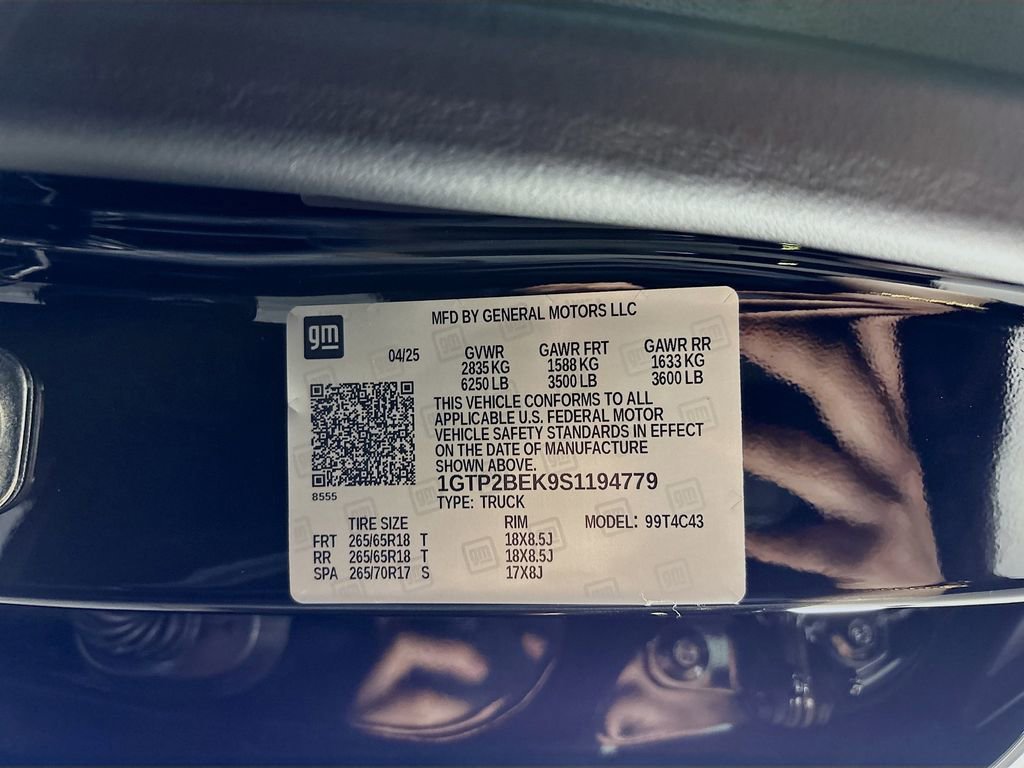 gm
MFD BY GENERAL MOTORS LLC
04/25 GVWR GAWR FRT GAWR RR
2835 KG 1588 KG 1633 KG
6250 LB 3500 LB 3600 LB
THIS VEHICLE CONFORMS TO ALL
APPLICABLE U.S. FEDERAL MOTOR
VEHICLE SAFETY STANDARDS IN EFFECT
ON THE DATE OF MANUFACTURE
SHOWN ABOVE.
8555
1GTP2BEK9S1194779
TYPE: TRUCK
TIRE SIZE RIM MODEL: 99T4C43
FRT 265/65R18 T 18X8.5J
RR 265/65R18 T 18X8.5J
SPA 265/70R17 S 17X8J